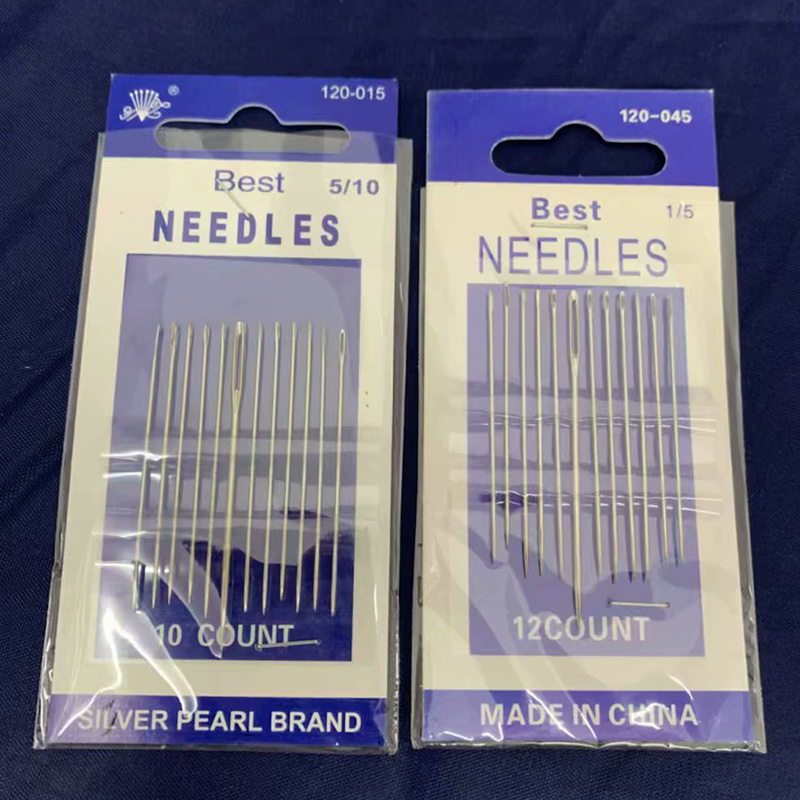 ®
120-015
Best 5/10
NEEDLES
10 COUNT
SILVER PEARL BRAND
120-045
Best 1/5
NEEDLES
12COUNT
MADE IN CHINA